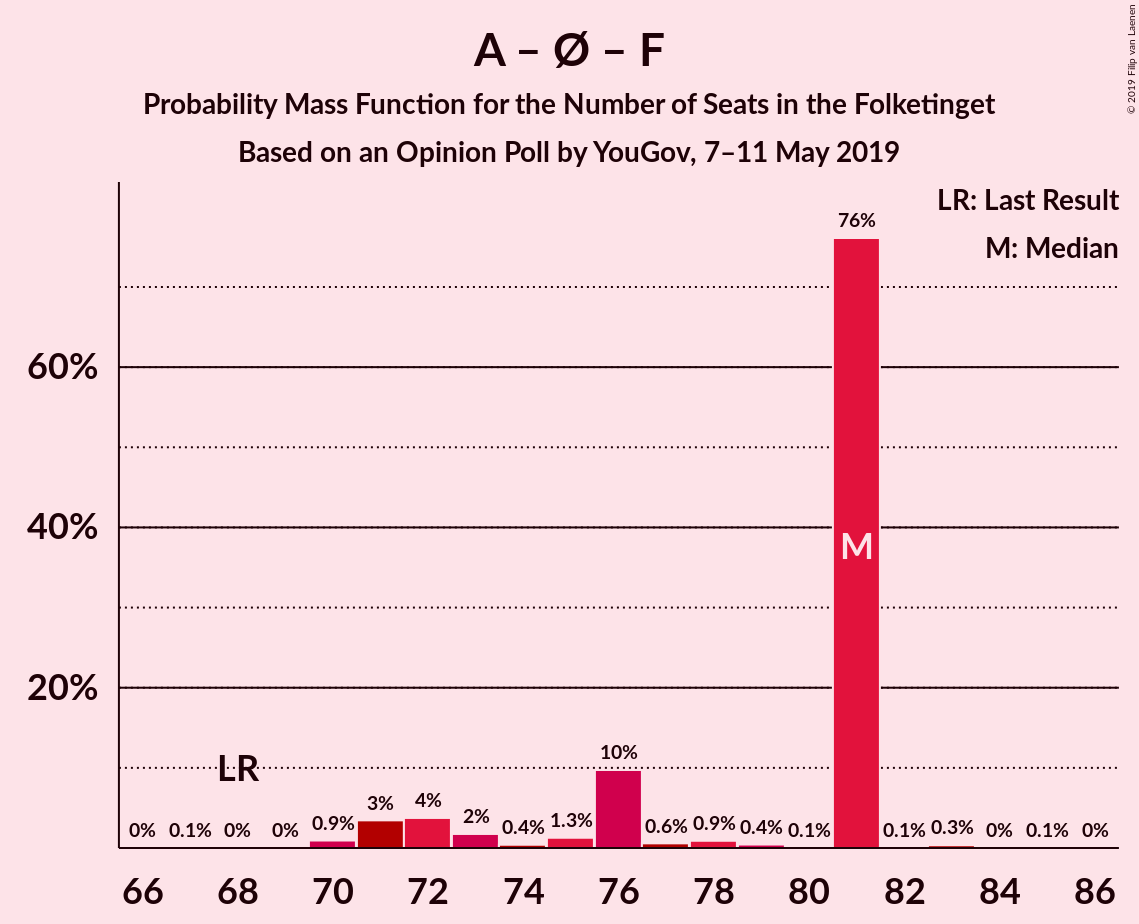 A – Ø – F
Probability Mass Function for the Number of Seats in the Folketinget
Based on an Opinion Poll by YouGov, 7–11 May 2019
© 2019 Filip van Laenen
LR: Last Result
M: Median
76%
60%
40%
M
20%
LR
10%
0% 0.1% 0% 0% 0.9% 3% 4% 2% 0.4% 1.3% 0.6% 0.9% 0.4% 0.1% 0.1% 0.3% 0% 0.1% 0%
66 68 70 72 74 76 78 80 82 84 86